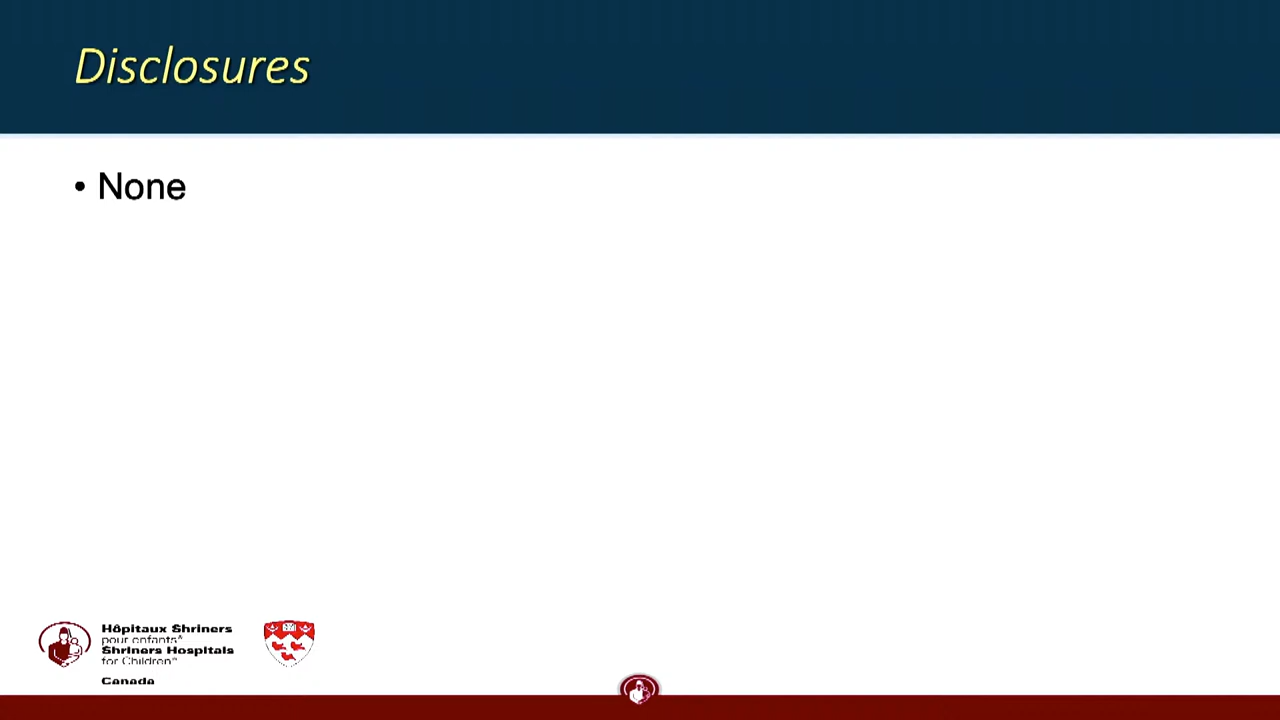 Disclosures
• None
Hôpitaux Shriners
pour enfants^
Shriners Hospitals
for Children^
Canada